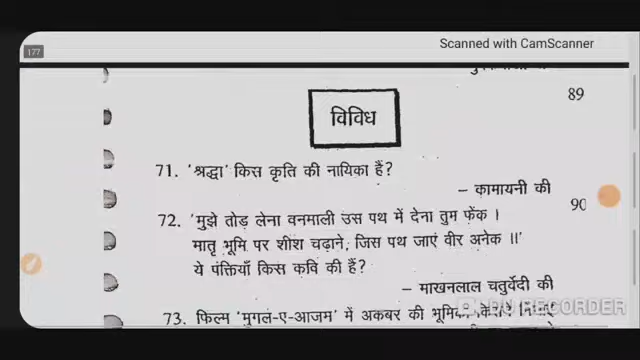 Scanned with CamScanner
177
89
विविध
71. 'श्रद्धा' किस कृति की नायिका हैं?
– कामायनी की
90
72. 'मुझे तोड़ लेना वनमाली उस पथ में देना तुम फेंक ।
मातृ भूमि पर शीश चढ़ाने, जिस पथ जाएं वीर अनेक ॥'
ये पंक्तियाँ किस कवि की हैं?
– माखनलाल चतुर्वेदी की
DU RECORDER
73. फिल्म 'मुगल-ए-आजम' में अकबर की भूमिका